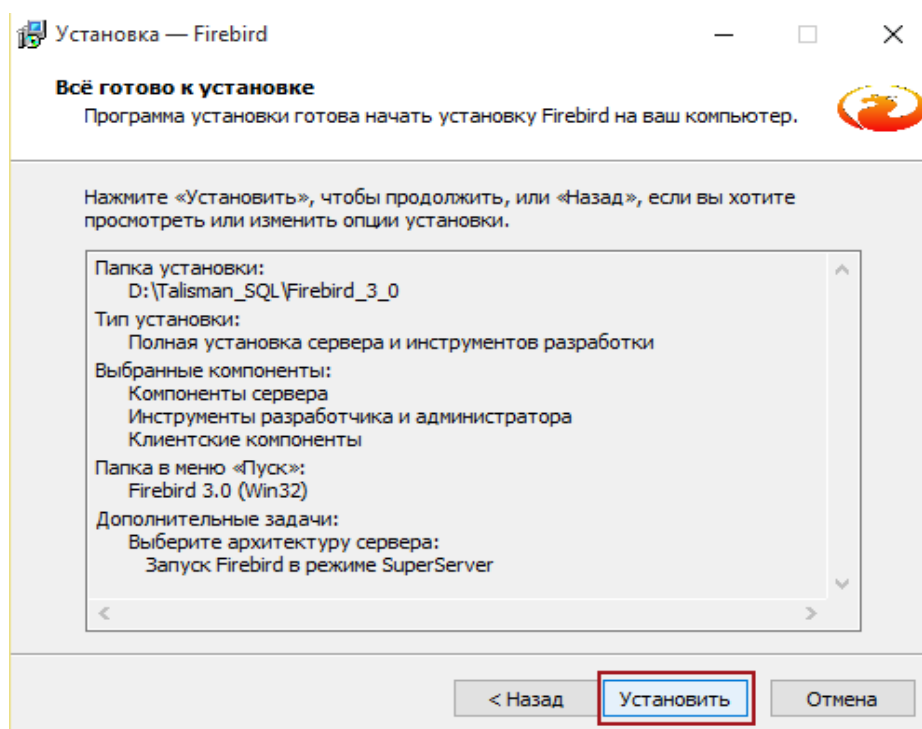 Установка — Firebird
Всё готово к установке
Программа установки готова начать установку Firebird на ваш компьютер.
Нажмите «Установить», чтобы продолжить, или «Назад», если вы хотите
просмотреть или изменить опции установки.
Папка установки:
D:\Talisman_SQL\Firebird_3_0
Тип установки:
Полная установка сервера и инструментов разработки
Выбранные компоненты:
Компоненты сервера
Инструменты разработчика и администратора
Клиентские компоненты
Папка в меню «Пуск»:
Firebird 3.0 (Win32)
Дополнительные задачи:
Выберите архитектуру сервера:
Запуск Firebird в режиме SuperServer
< Назад
Установить
Отмена